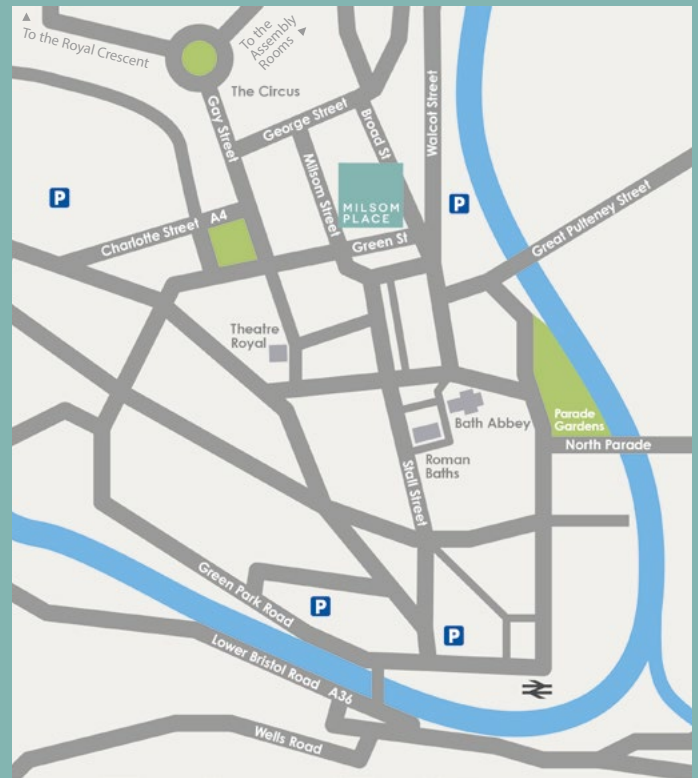 To the Royal Crescent
To the
Assembly
Rooms
The Circus
Gay Street
George Street
Broad St
Walcot Street
Milsom Street
MILSOM
PLACE
P
P
Charlotte Street A4
Green St
Great Pulteney Street
Theatre
Royal
Parade
Gardens
Bath Abbey
North Parade
Roman
Baths
Stall Street
Green Park Road
P
P
Lower Bristol Road A36
Wells Road